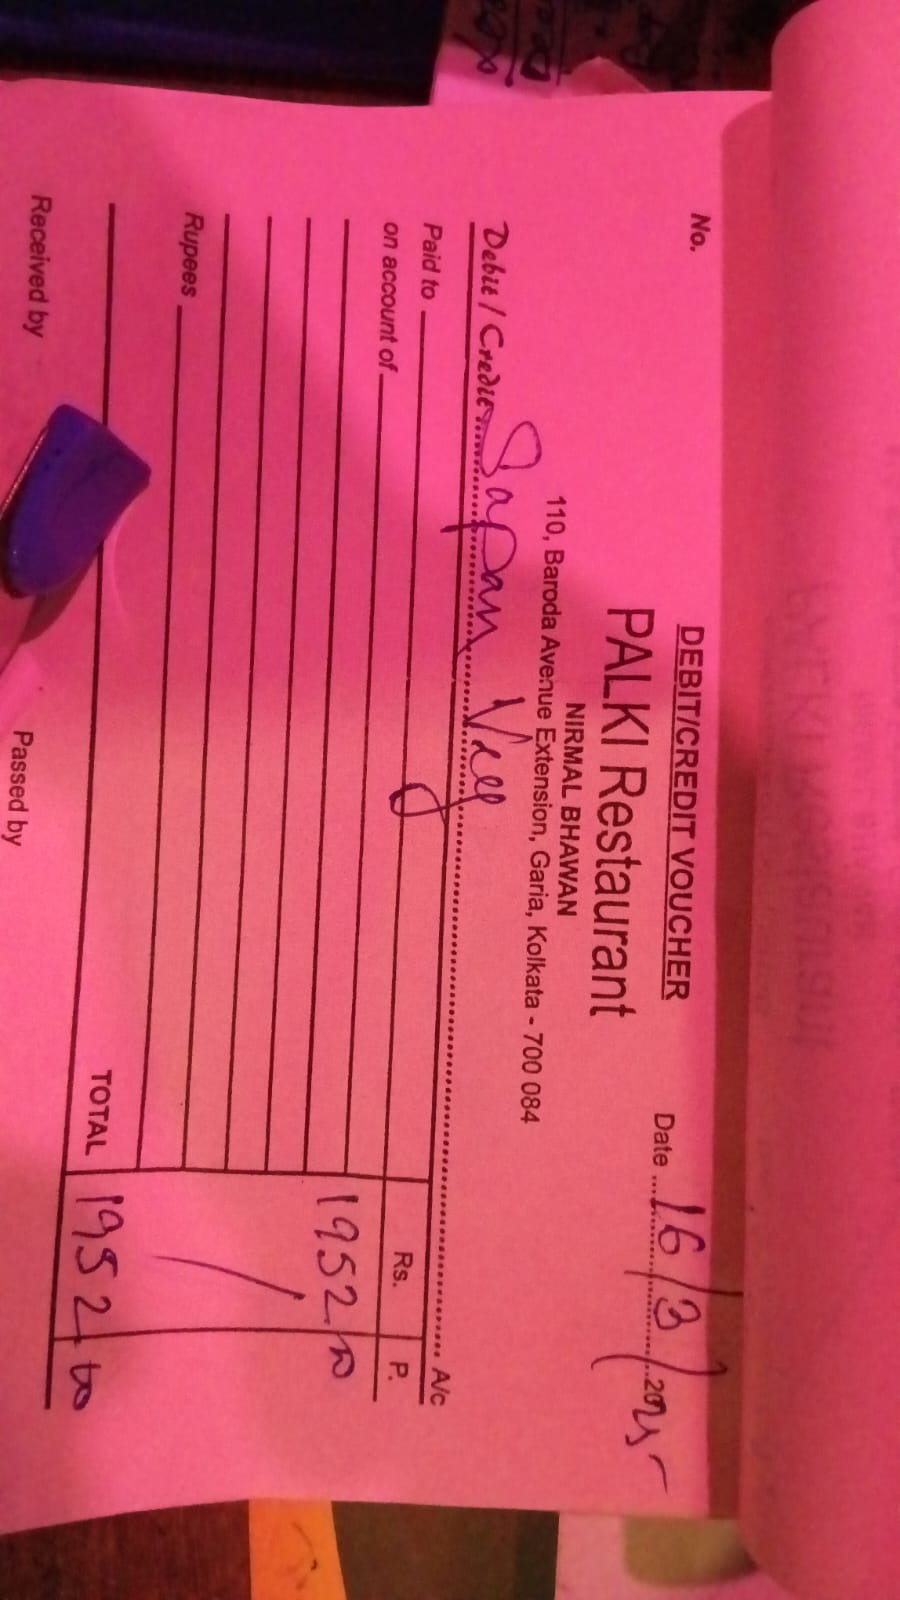 DEBIT/CREDIT VOUCHER
No.
Date 16/3/2025
PALKI Restaurant
NIRMAL BHAWAN
110, Baroda Avenue Extension, Garia, Kolkata - 700 084
Debit / Credit Sapan Veg A/c
Paid to
on account of
Rs. P.
1952
Rupees
TOTAL 1952 00
Received by
Passed by